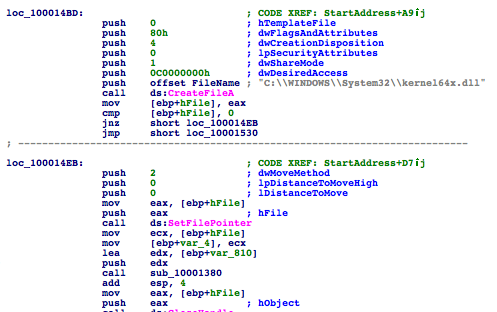 loc_100014BD: ; CODE XREF: StartAddress+A9↓j
push 0 ; hTemplateFile
push 80h ; dwFlagsAndAttributes
push 4 ; dwCreationDisposition
push 0 ; lpSecurityAttributes
push 1 ; dwShareMode
push 0C0000000h ; dwDesiredAccess
push offset FileName ; "C:\\WINDOWS\\System32\\kernel64x.dll"
call ds:CreateFileA
mov [ebp+hFile], eax
cmp [ebp+hFile], 0
jnz short loc_100014EB
jmp short loc_10001530
; ---------------------------------------------------------------------------
loc_100014EB: ; CODE XREF: StartAddress+D7↓j
push 2 ; dwMoveMethod
push 0 ; lpDistanceToMoveHigh
push 0 ; lDistanceToMove
mov eax, [ebp+hFile]
push eax ; hFile
call ds:SetFilePointer
mov ecx, [ebp+hFile]
mov [ebp+var_4], ecx
lea edx, [ebp+var_810]
push edx
call sub_10001380
add esp, 4
mov eax, [ebp+hFile]
push eax ; hObject
call ds:CloseHandle